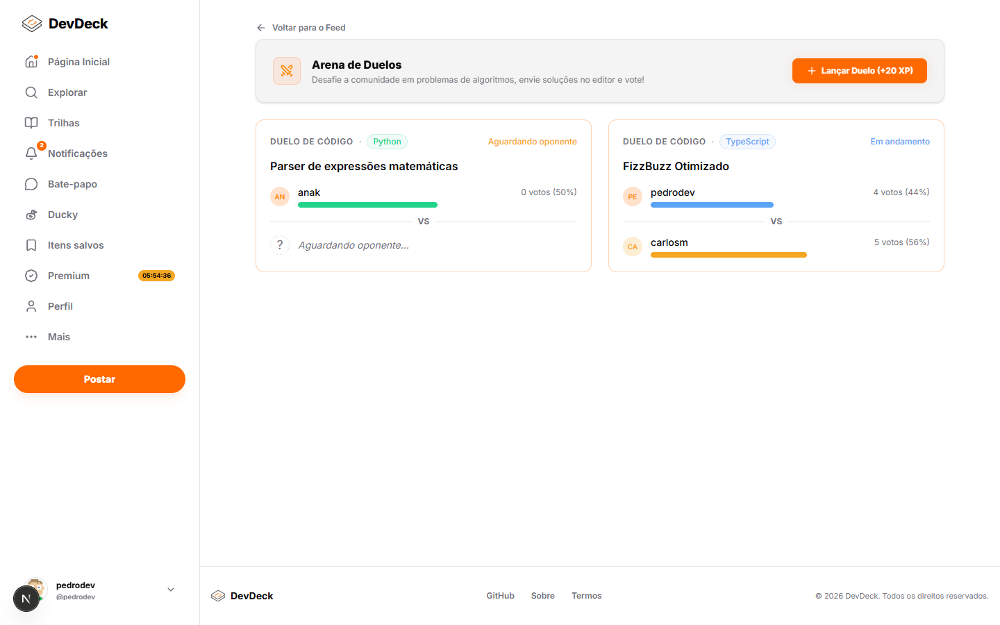 DevDeck
Página Inicial
Explorar
Trilhas
2
Notificações
Bate-papo
Ducky
Itens salvos
Premium
05:54:36
Perfil
Mais
Postar
pedrodev
@pedrodev
N
Voltar para o Feed
Arena de Duelos
Desafie a comunidade em problemas de algoritmos, envie soluções no editor e vote!
Lançar Duelo (+20 XP)
DUELO DE CÓDIGO · Python
Aguardando oponente
Parser de expressões matemáticas
AN
anak
0 votos (50%)
VS
?
Aguardando oponente...
DUELO DE CÓDIGO · TypeScript
Em andamento
FizzBuzz Otimizado
PE
pedrodev
4 votos (44%)
VS
CA
carlosm
5 votos (56%)
DevDeck
GitHub
Sobre
Termos
© 2026 DevDeck. Todos os direitos reservados.